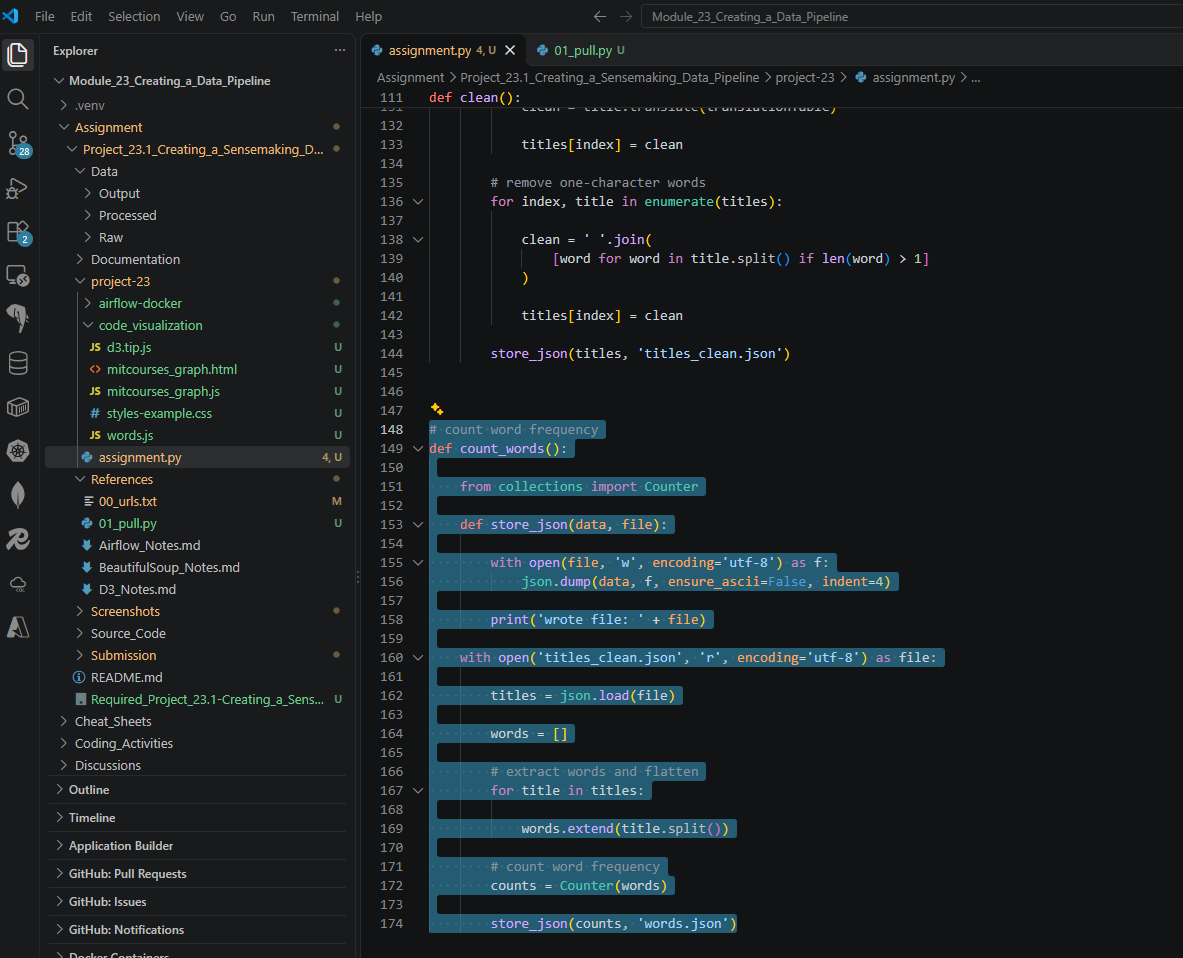 File Edit Selection View Go Run Terminal Help
Module_23_Creating_a_Data_Pipeline
Explorer
Module_23_Creating_a_Data_Pipeline
.venv
Assignment
Project_23.1_Creating_a_Sensemaking_D...
Data
Output
Processed
Raw
Documentation
project-23
airflow-docker
code_visualization
JS d3.tip.js U
<> mitcourses_graph.html U
JS mitcourses_graph.js U
# styles-example.css U
JS words.js U
assignment.py 4, U
References
00_urls.txt M
01_pull.py U
Airflow_Notes.md
BeautifulSoup_Notes.md
D3_Notes.md
Screenshots
Source_Code
Submission
README.md
Required_Project_23.1-Creating_a_Sens... U
Cheat_Sheets
Coding_Activities
Discussions
Outline
Timeline
Application Builder
GitHub: Pull Requests
GitHub: Issues
GitHub: Notifications
Docker Containers
28
2
assignment.py 4, U
01_pull.py U
Assignment > Project_23.1_Creating_a_Sensemaking_Data_Pipeline > project-23 > assignment.py > ...
111 def clean():
131 clean = title.translate(translationTable)
132
133 titles[index] = clean
134
135 # remove one-character words
136 for index, title in enumerate(titles):
137
138 clean = ' '.join(
139 [word for word in title.split() if len(word) > 1]
140 )
141
142 titles[index] = clean
143
144 store_json(titles, 'titles_clean.json')
145
146
147
148 # count word frequency
149 def count_words():
150
151 from collections import Counter
152
153 def store_json(data, file):
154
155 with open(file, 'w', encoding='utf-8') as f:
156 json.dump(data, f, ensure_ascii=False, indent=4)
157
158 print('wrote file: ' + file)
159
160 with open('titles_clean.json', 'r', encoding='utf-8') as file:
161
162 titles = json.load(file)
163
164 words = []
165
166 # extract words and flatten
167 for title in titles:
168
169 words.extend(title.split())
170
171 # count word frequency
172 counts = Counter(words)
173
174 store_json(counts, 'words.json')